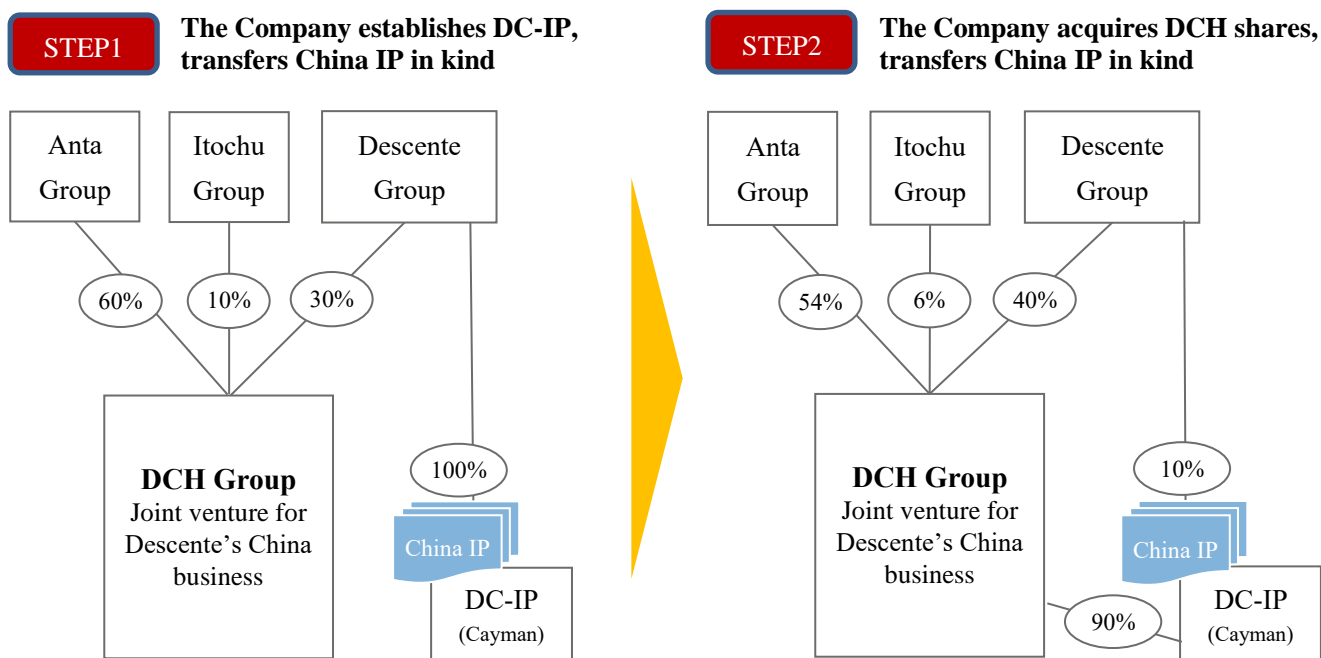 STEP1
The Company establishes DC-IP,
transfers China IP in kind
Anta
Group
Itochu
Group
Descente
Group
60%
10%
30%
100%
DCH Group
Joint venture for
Descente’s China
business
China IP
DC-IP
(Cayman)
STEP2
The Company acquires DCH shares,
transfers China IP in kind
Anta
Group
Itochu
Group
Descente
Group
54%
6%
40%
10%
DCH Group
Joint venture for
Descente’s China
business
China IP
90%
DC-IP
(Cayman)